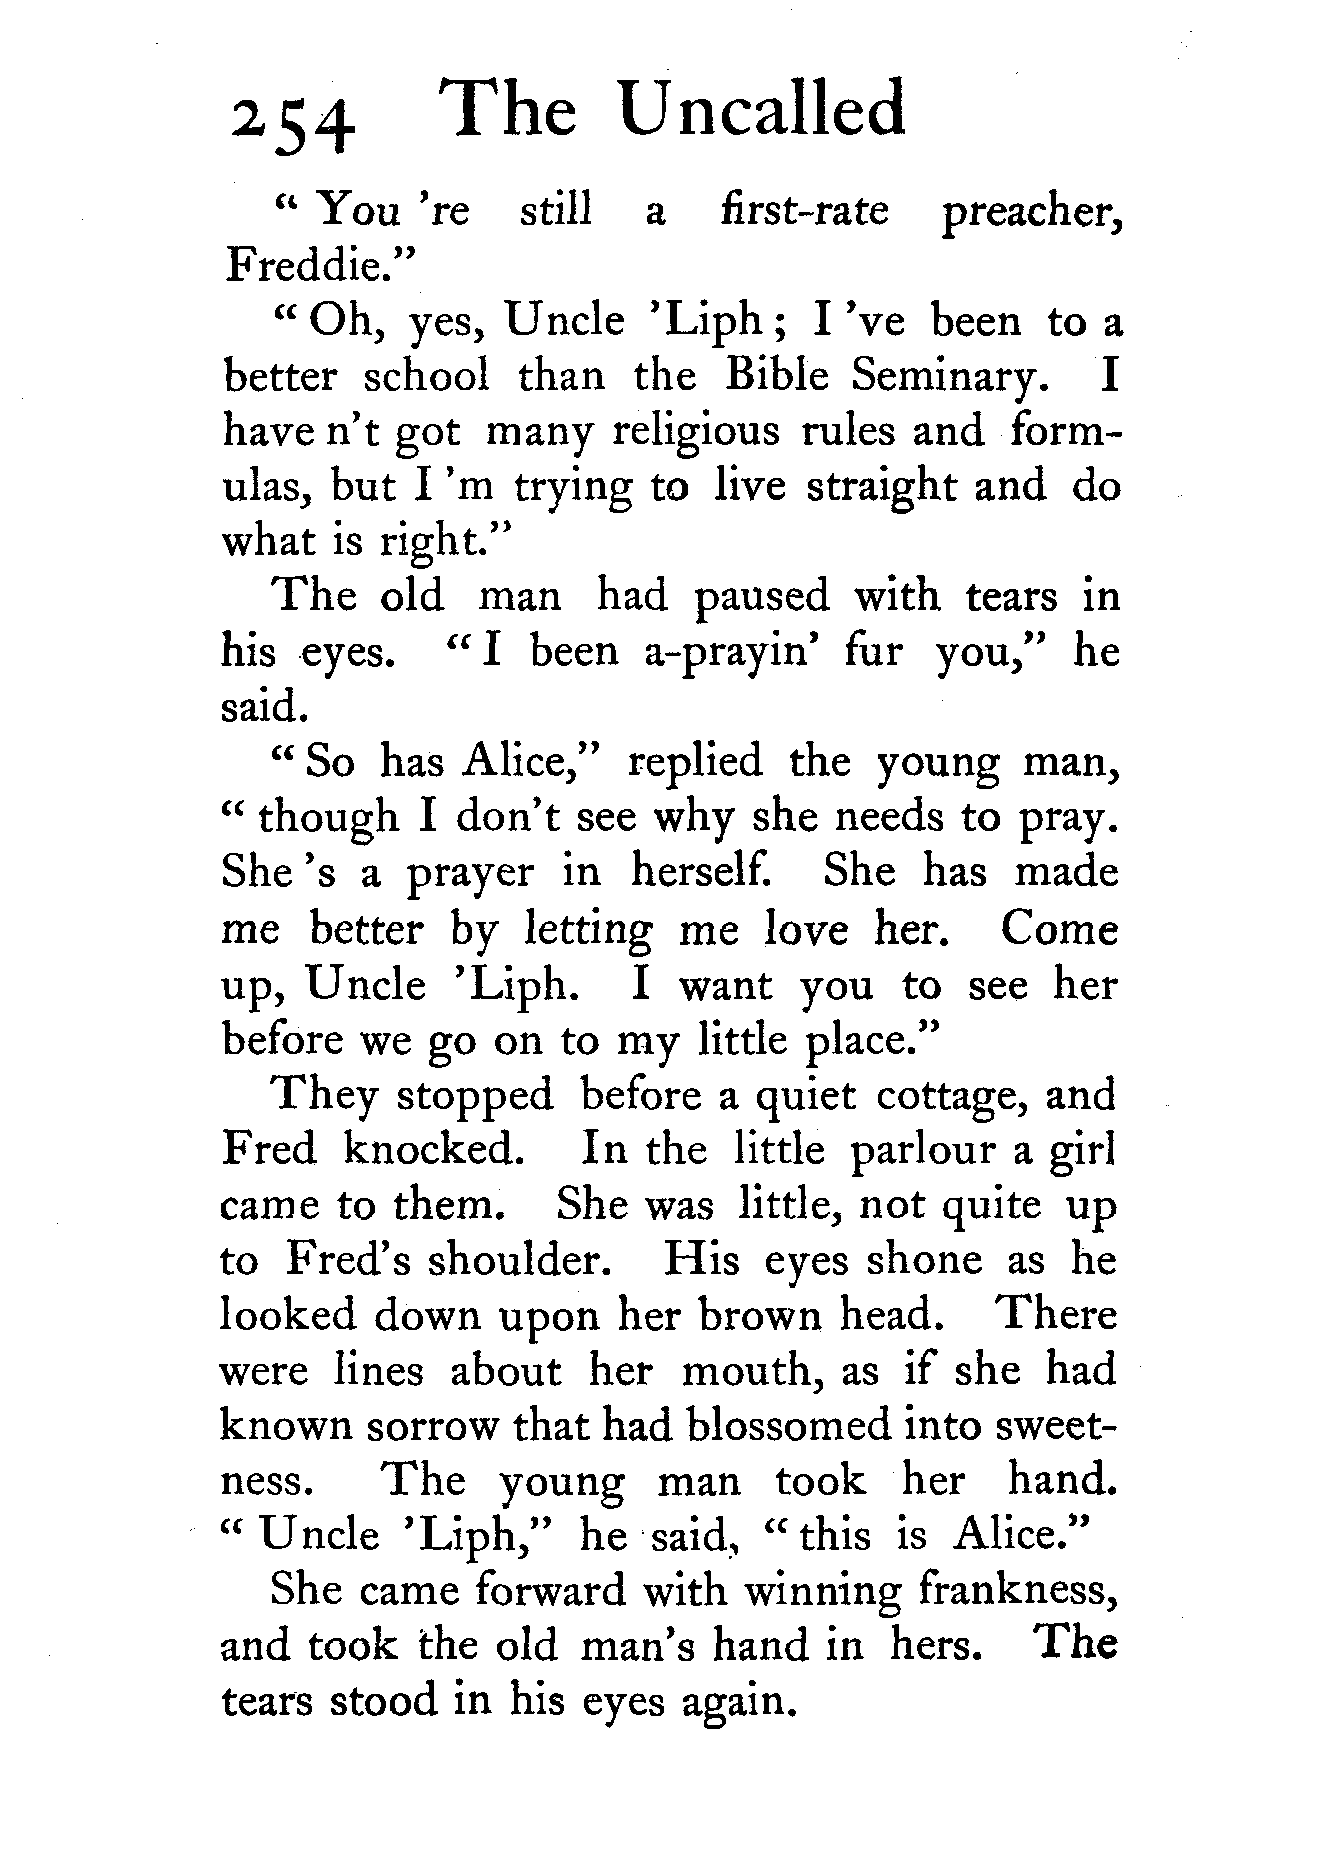 254 The Uncalled
“ You ’re still a first-rate preacher,
Freddie.”
“ Oh, yes, Uncle ’Liph ; I ’ve been to a
better school than the Bible Seminary. I
have n’t got many religious rules and form-
ulas, but I ’m trying to live straight and do
what is right.”
The old man had paused with tears in
his eyes. “ I been a-prayin’ fur you,” he
said.
“ So has Alice,” replied the young man,
“ though I don’t see why she needs to pray.
She ’s a prayer in herself. She has made
me better by letting me love her. Come
up, Uncle ’Liph. I want you to see her
before we go on to my little place.”
They stopped before a quiet cottage, and
Fred knocked. In the little parlour a girl
came to them. She was little, not quite up
to Fred’s shoulder. His eyes shone as he
looked down upon her brown head. There
were lines about her mouth, as if she had
known sorrow that had blossomed into sweet-
ness. The young man took her hand.
“ Uncle ’Liph,” he said, “ this is Alice.”
She came forward with winning frankness,
and took the old man’s hand in hers. The
tears stood in his eyes again.